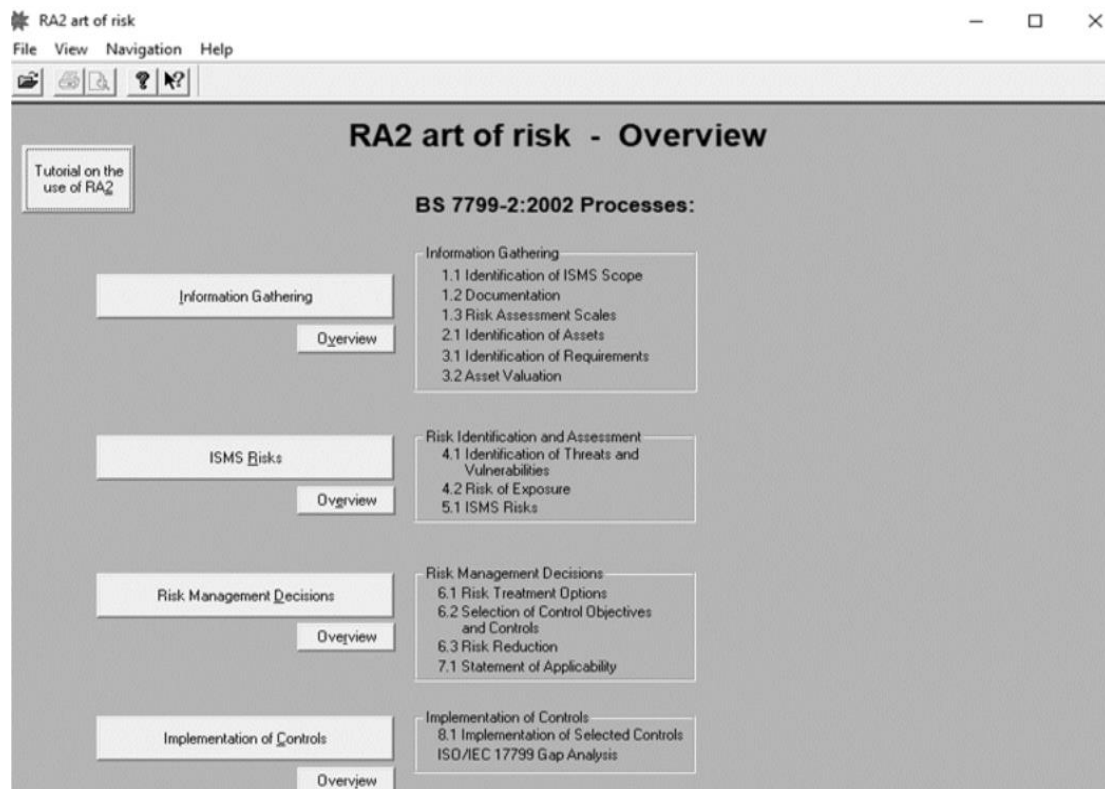 RA2 art of risk
File View Navigation Help
RA2 art of risk - Overview
Tutorial on the
use of RA2
BS 7799-2:2002 Processes:
Information Gathering
Overview
Information Gathering
1.1 Identification of ISMS Scope
1.2 Documentation
1.3 Risk Assessment Scales
2.1 Identification of Assets
3.1 Identification of Requirements
3.2 Asset Valuation
ISMS Risks
Overview
Risk Identification and Assessment
4.1 Identification of Threats and
Vulnerabilities
4.2 Risk of Exposure
5.1 ISMS Risks
Risk Management Decisions
Overview
Risk Management Decisions
6.1 Risk Treatment Options
6.2 Selection of Control Objectives
and Controls
6.3 Risk Reduction
7.1 Statement of Applicability
Implementation of Controls
Overview
Implementation of Controls
8.1 Implementation of Selected Controls
ISO/IEC 17799 Gap Analysis